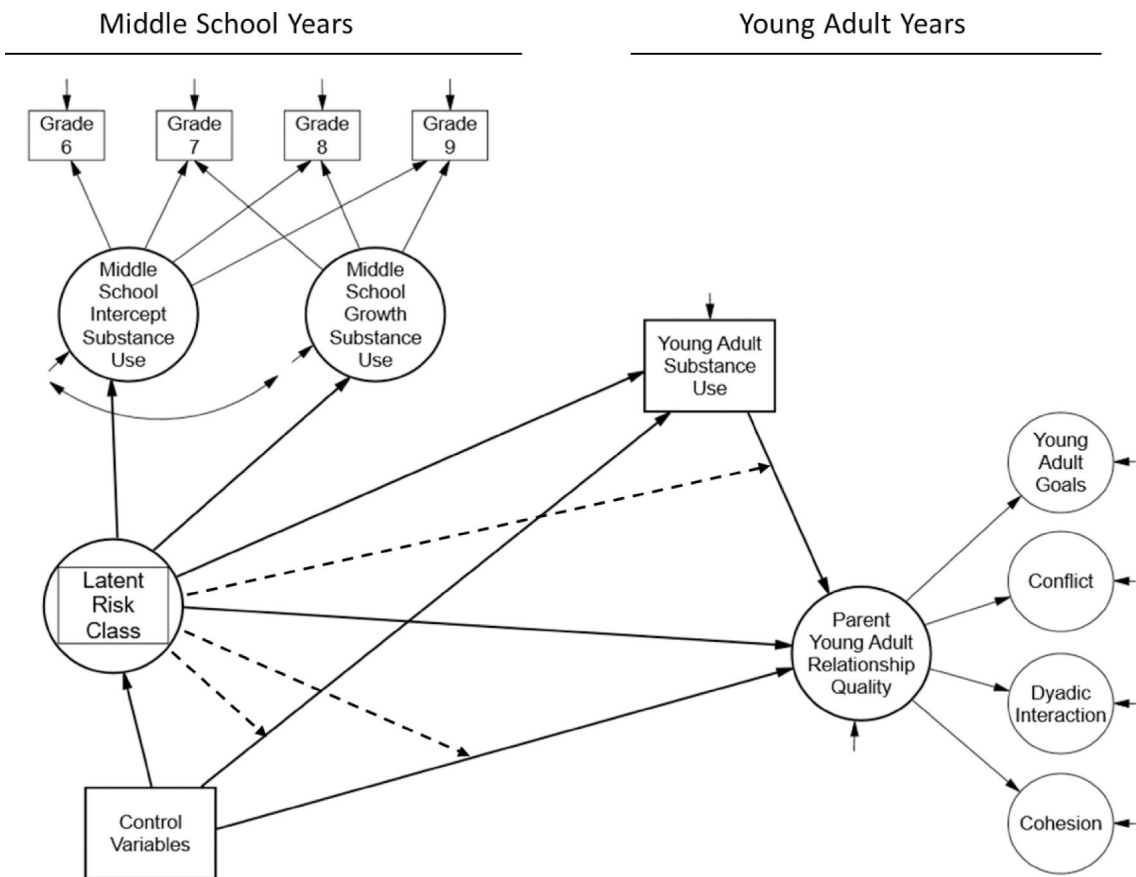 Middle School Years
Young Adult Years
Grade
6
Grade
7
Grade
8
Grade
9
Middle
School
Intercept
Substance
Use
Middle
School
Growth
Substance
Use
Young Adult
Substance
Use
Young
Adult
Goals
Conflict
Latent
Risk
Class
Parent
Young Adult
Relationship
Quality
Dyadic
Interaction
Control
Variables
Cohesion